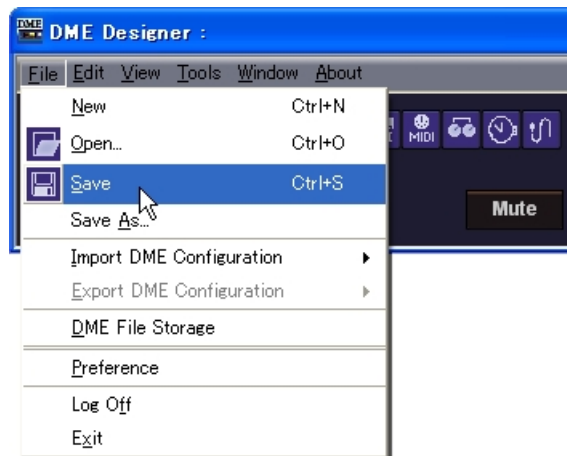 DME Designer :
File Edit View Tools Window About
New Ctrl+N
Open... Ctrl+O
MIDI
Save Ctrl+S
Save As...
Mute
Import DME Configuration
Export DME Configuration
DME File Storage
Preference
Log Off
Exit